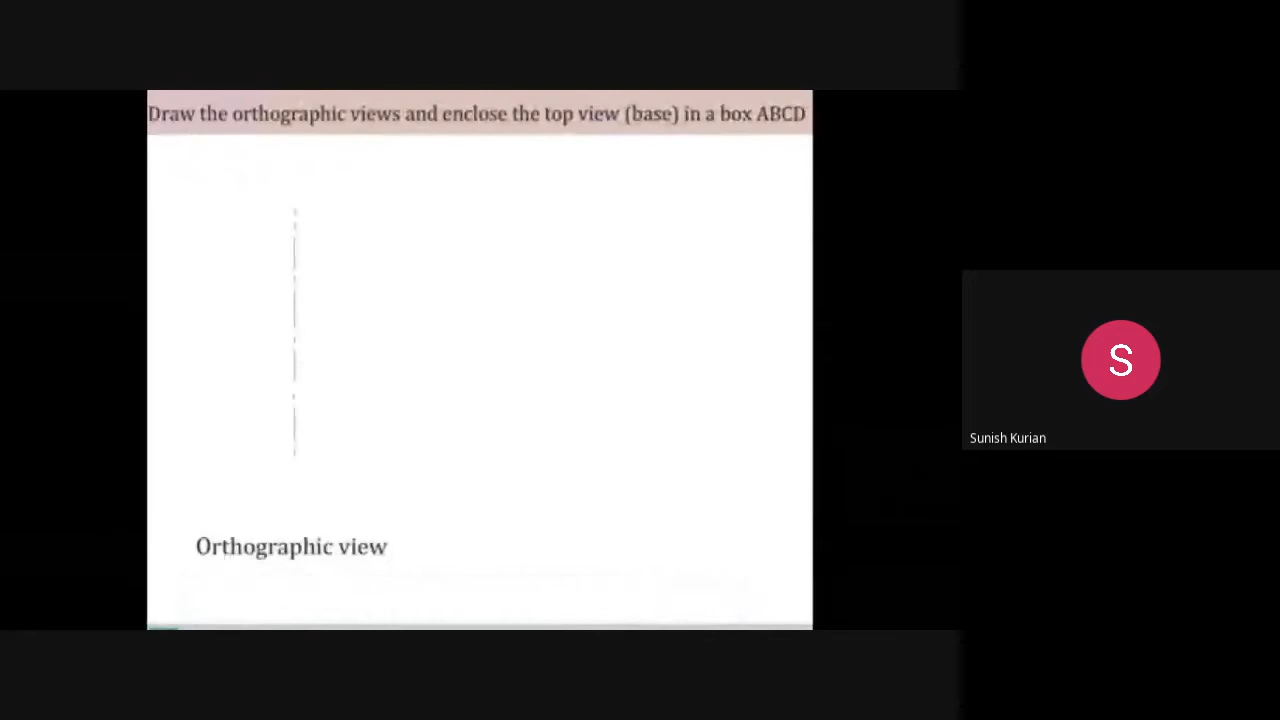 Draw the orthographic views and enclose the top view (base) in a box ABCD
S
Sunish Kurian
Orthographic view